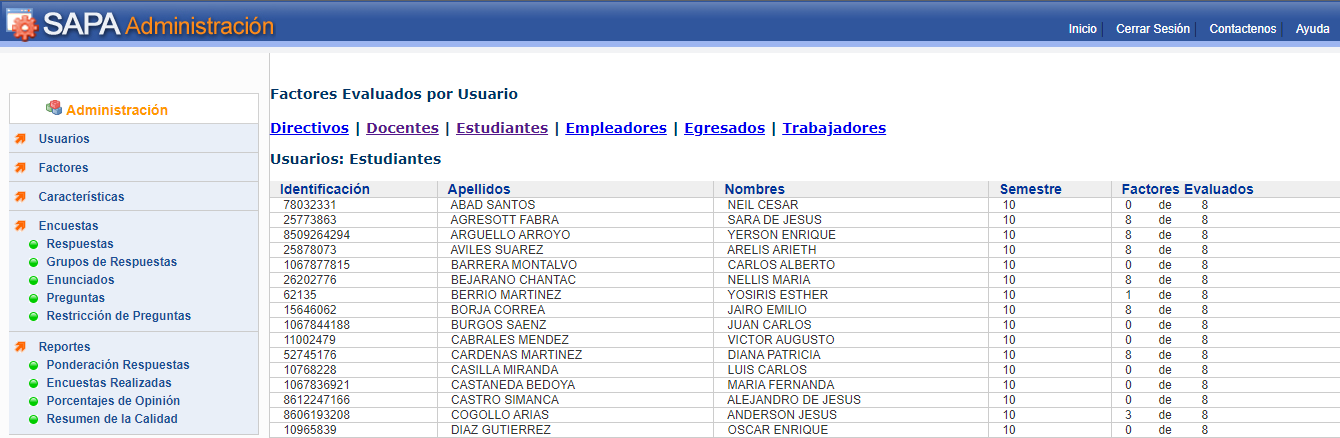 SAPA Administración
Inicio | Cerrar Sesión | Contactenos | Ayuda
Administración
Usuarios
Factores
Características
Encuestas
Respuestas
Grupos de Respuestas
Enunciados
Preguntas
Restricción de Preguntas
Reportes
Ponderación Respuestas
Encuestas Realizadas
Porcentajes de Opinión
Resumen de la Calidad
Factores Evaluados por Usuario
Directivos | Docentes | Estudiantes | Empleadores | Egresados | Trabajadores
Usuarios: Estudiantes
Identificación Apellidos Nombres Semestre Factores Evaluados
78032331 ABAD SANTOS NEIL CESAR 10 0 de 8
25773863 AGRESOTT FABRA SARA DE JESUS 10 8 de 8
8509264294 ARGUELLO ARROYO YERSON ENRIQUE 10 8 de 8
25878073 AVILES SUAREZ ARELIS ARIETH 10 8 de 8
1067877815 BARRERA MONTALVO CARLOS ALBERTO 10 0 de 8
26202776 BEJARANO CHANTAC NELLIS MARIA 10 8 de 8
62135 BERRIO MARTINEZ YOSIRIS ESTHER 10 1 de 8
15646062 BORJA CORREA JAIRO EMILIO 10 8 de 8
1067844188 BURGOS SAENZ JUAN CARLOS 10 0 de 8
11002479 CABRALES MENDEZ VICTOR AUGUSTO 10 0 de 8
52745176 CARDENAS MARTINEZ DIANA PATRICIA 10 8 de 8
10768228 CASILLA MIRANDA LUIS CARLOS 10 0 de 8
1067836921 CASTANEDA BEDOYA MARIA FERNANDA 10 0 de 8
8612247166 CASTRO SIMANCA ALEJANDRO DE JESUS 10 0 de 8
8606193208 COGOLLO ARIAS ANDERSON JESUS 10 3 de 8
10965839 DIAZ GUTIERREZ OSCAR ENRIQUE 10 0 de 8